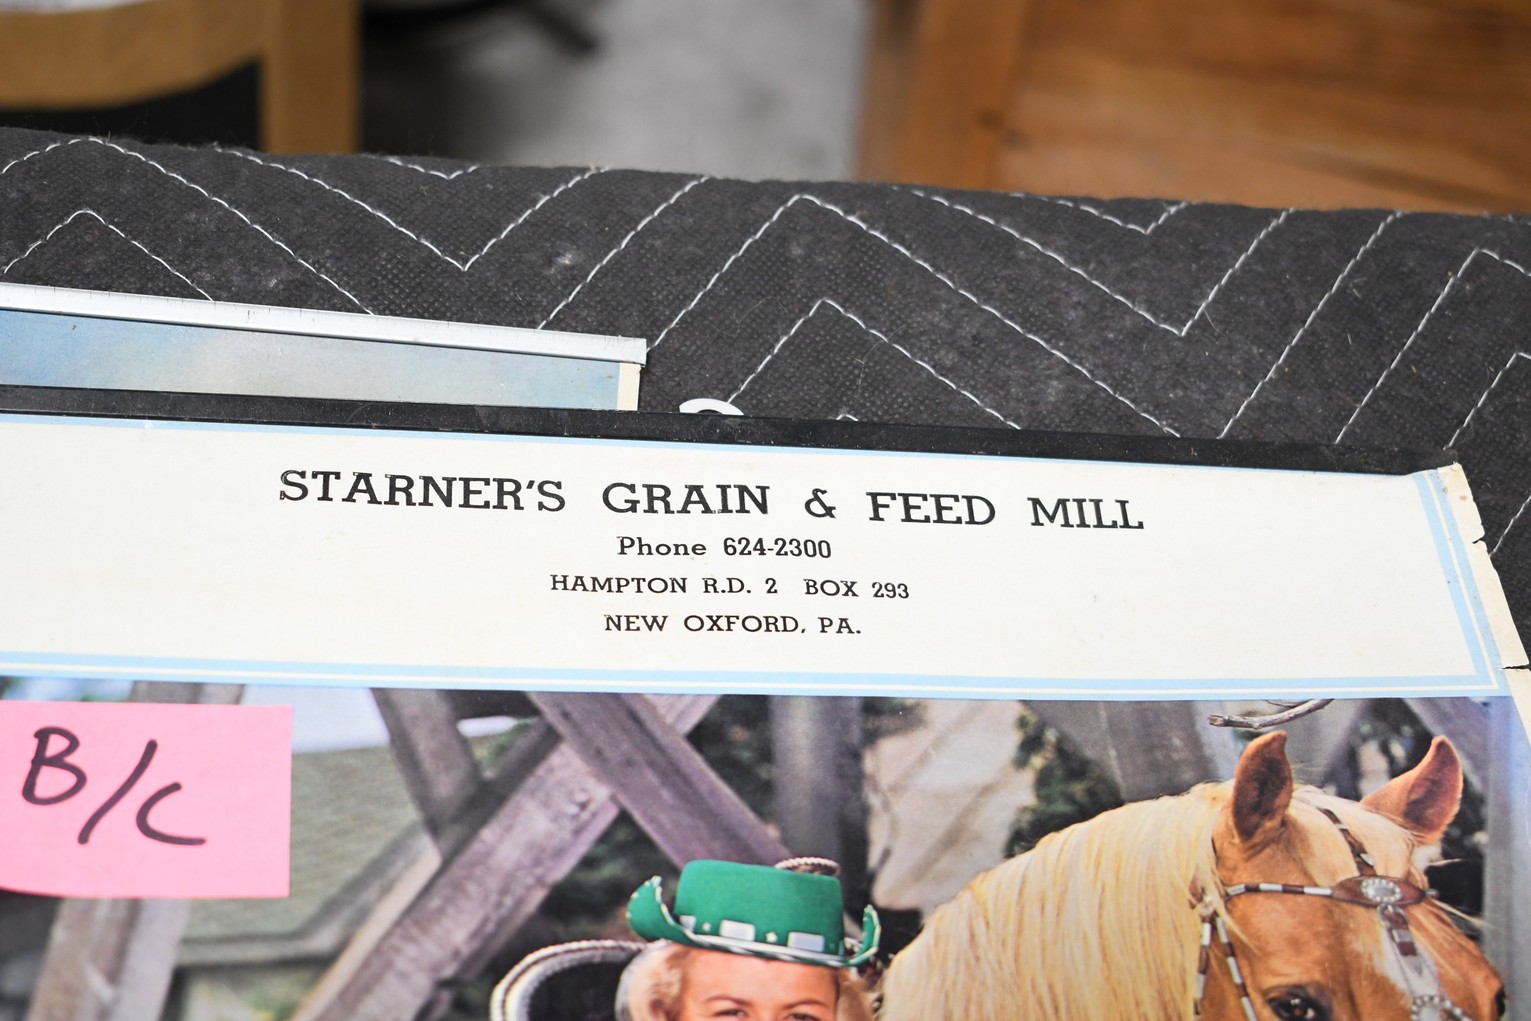 STARNER'S GRAIN & FEED MILL
Phone 624-2300
HAMPTON R.D. 2 BOX 293
NEW OXFORD, PA.
B/C